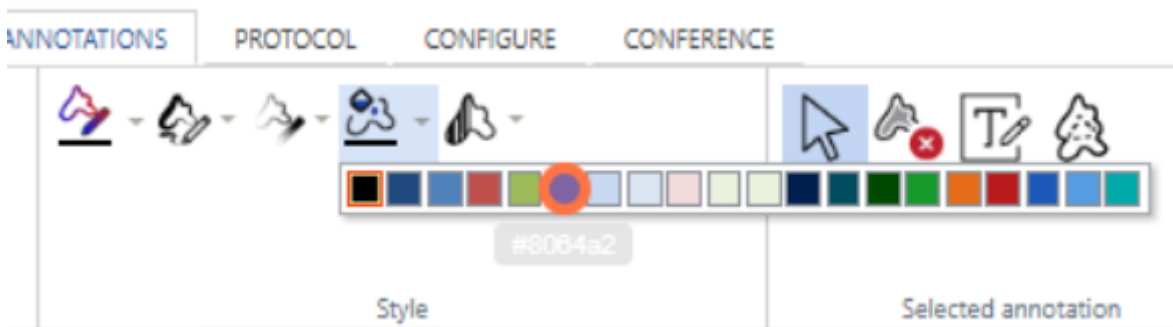 ANNOTATIONS PROTOCOL CONFIGURE CONFERENCE
T
#8064a2
Style Selected annotation